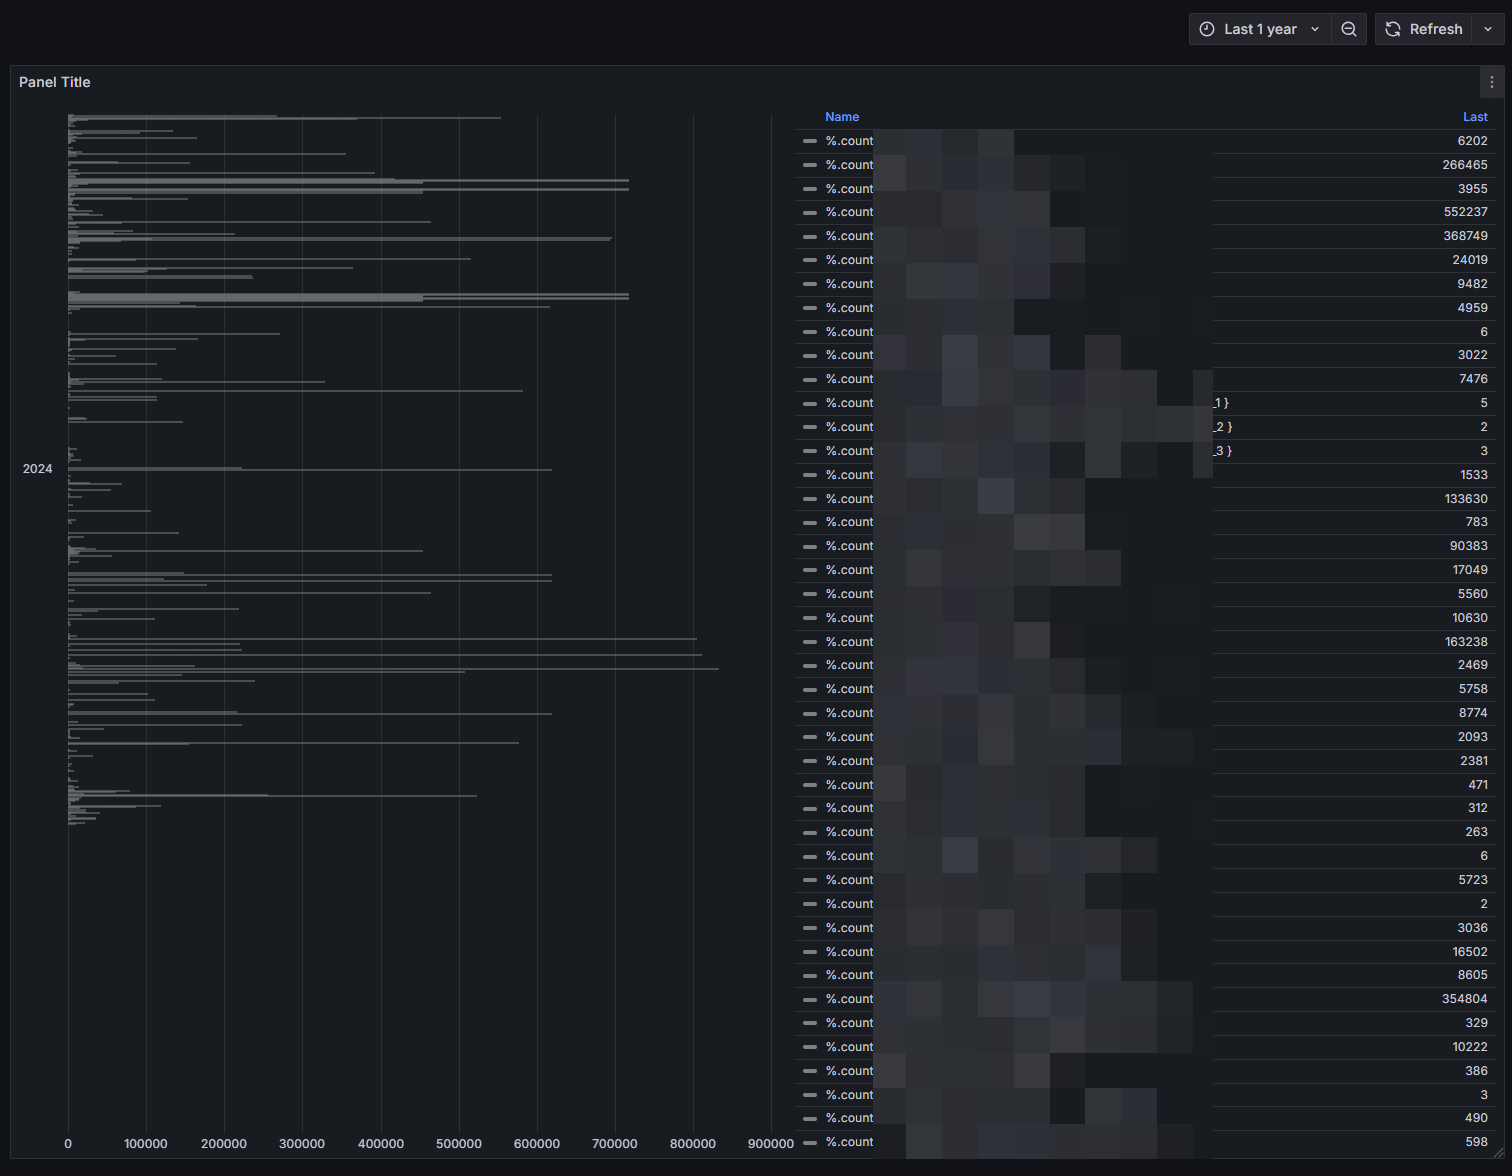 Last 1 year
Refresh
Panel Title
Name Last
%.count 6202
%.count 266465
%.count 3955
%.count 552237
%.count 368749
%.count 24019
%.count 9482
%.count 4959
%.count 6
%.count 3022
%.count 7476
%.count _1 } 5
%.count _2 } 2
%.count _3 } 3
%.count 1533
%.count 133630
%.count 783
%.count 90383
%.count 17049
%.count 5560
%.count 10630
%.count 163238
%.count 2469
%.count 5758
%.count 8774
%.count 2093
%.count 2381
%.count 471
%.count 312
%.count 263
%.count 6
%.count 5723
%.count 2
%.count 3036
%.count 16502
%.count 8605
%.count 354804
%.count 329
%.count 10222
%.count 386
%.count 3
%.count 490
%.count 598
2024
0 100000 200000 300000 400000 500000 600000 700000 800000 900000